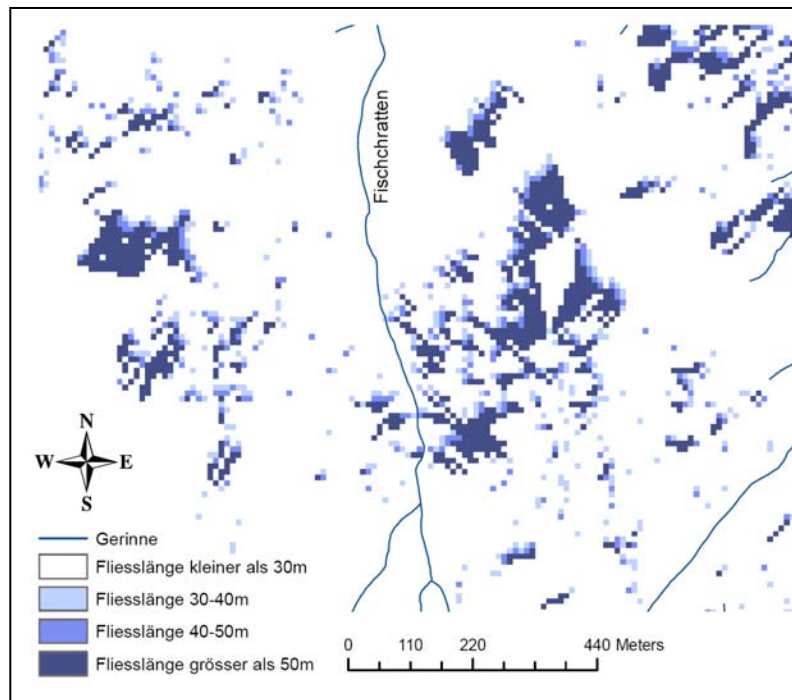 Fischchratten
N
W E
S
Gerinne
Fliesslänge kleiner als 30m
Fliesslänge 30-40m
Fliesslänge 40-50m
Fliesslänge grösser als 50m
0 110 220 440 Meters